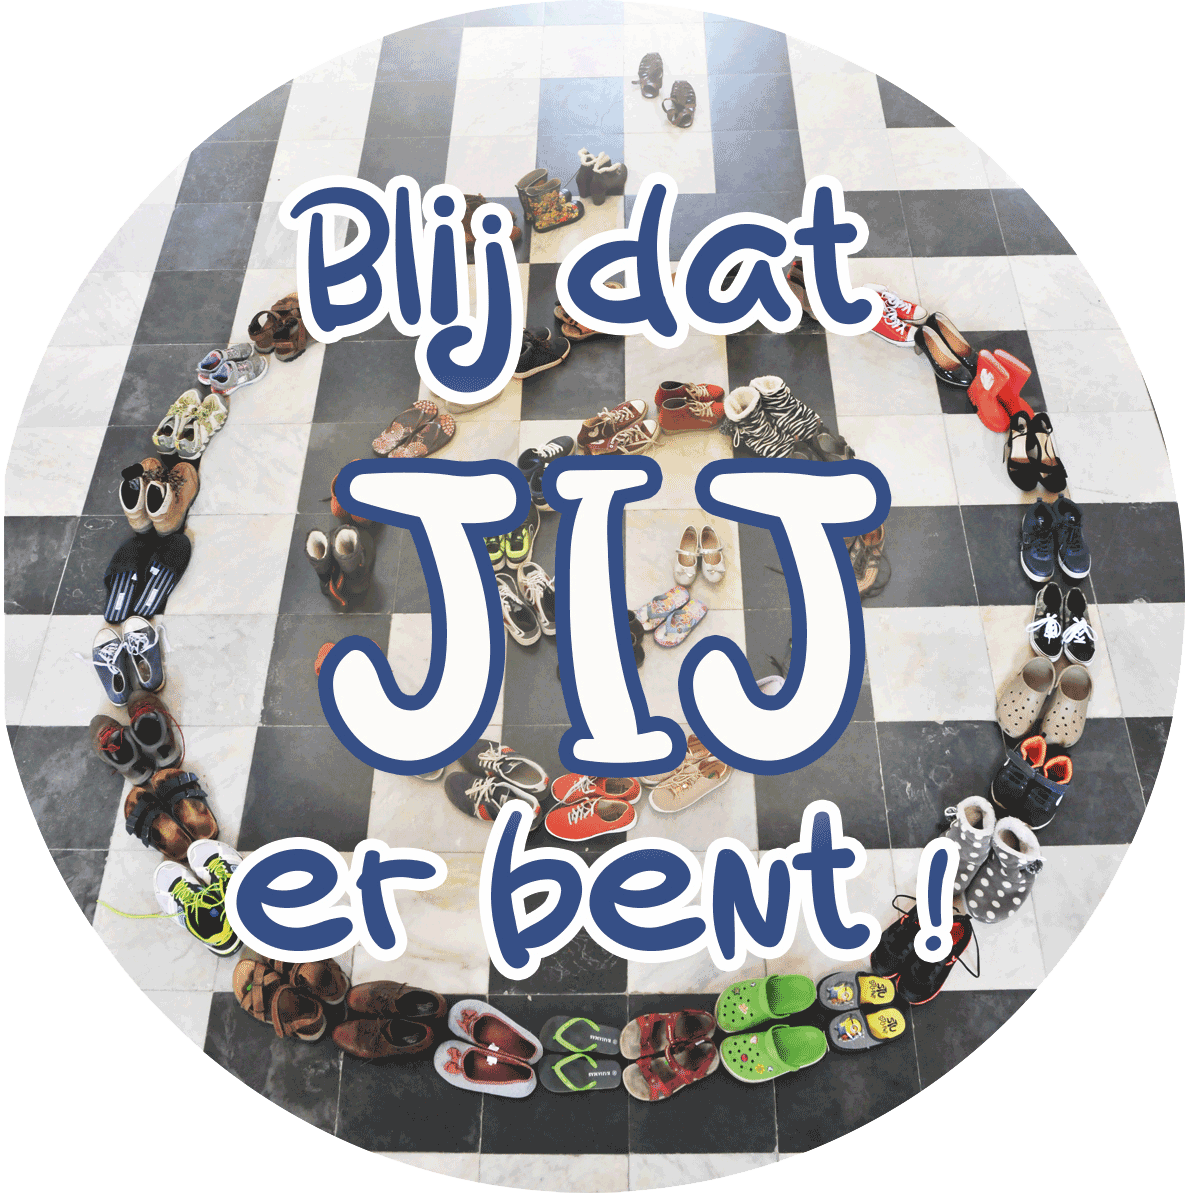 Blij dat
JIJ
er bent !